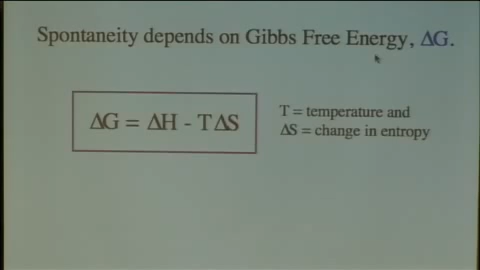 Spontaneity depends on Gibbs Free Energy, ΔG.
ΔG = ΔH - TΔS
T = temperature and
ΔS = change in entropy